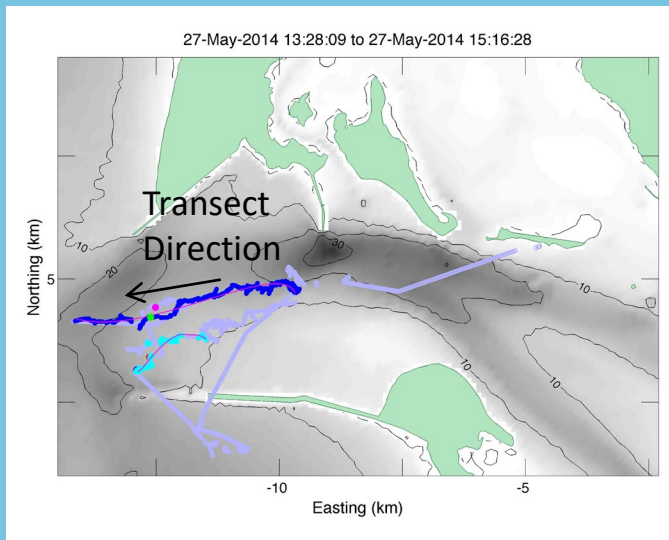 27-May-2014 13:28:09 to 27-May-2014 15:16:28
10
20
30
Transect
Direction
Northing (km)
5
10
10
10
-10
-5
Easting (km)